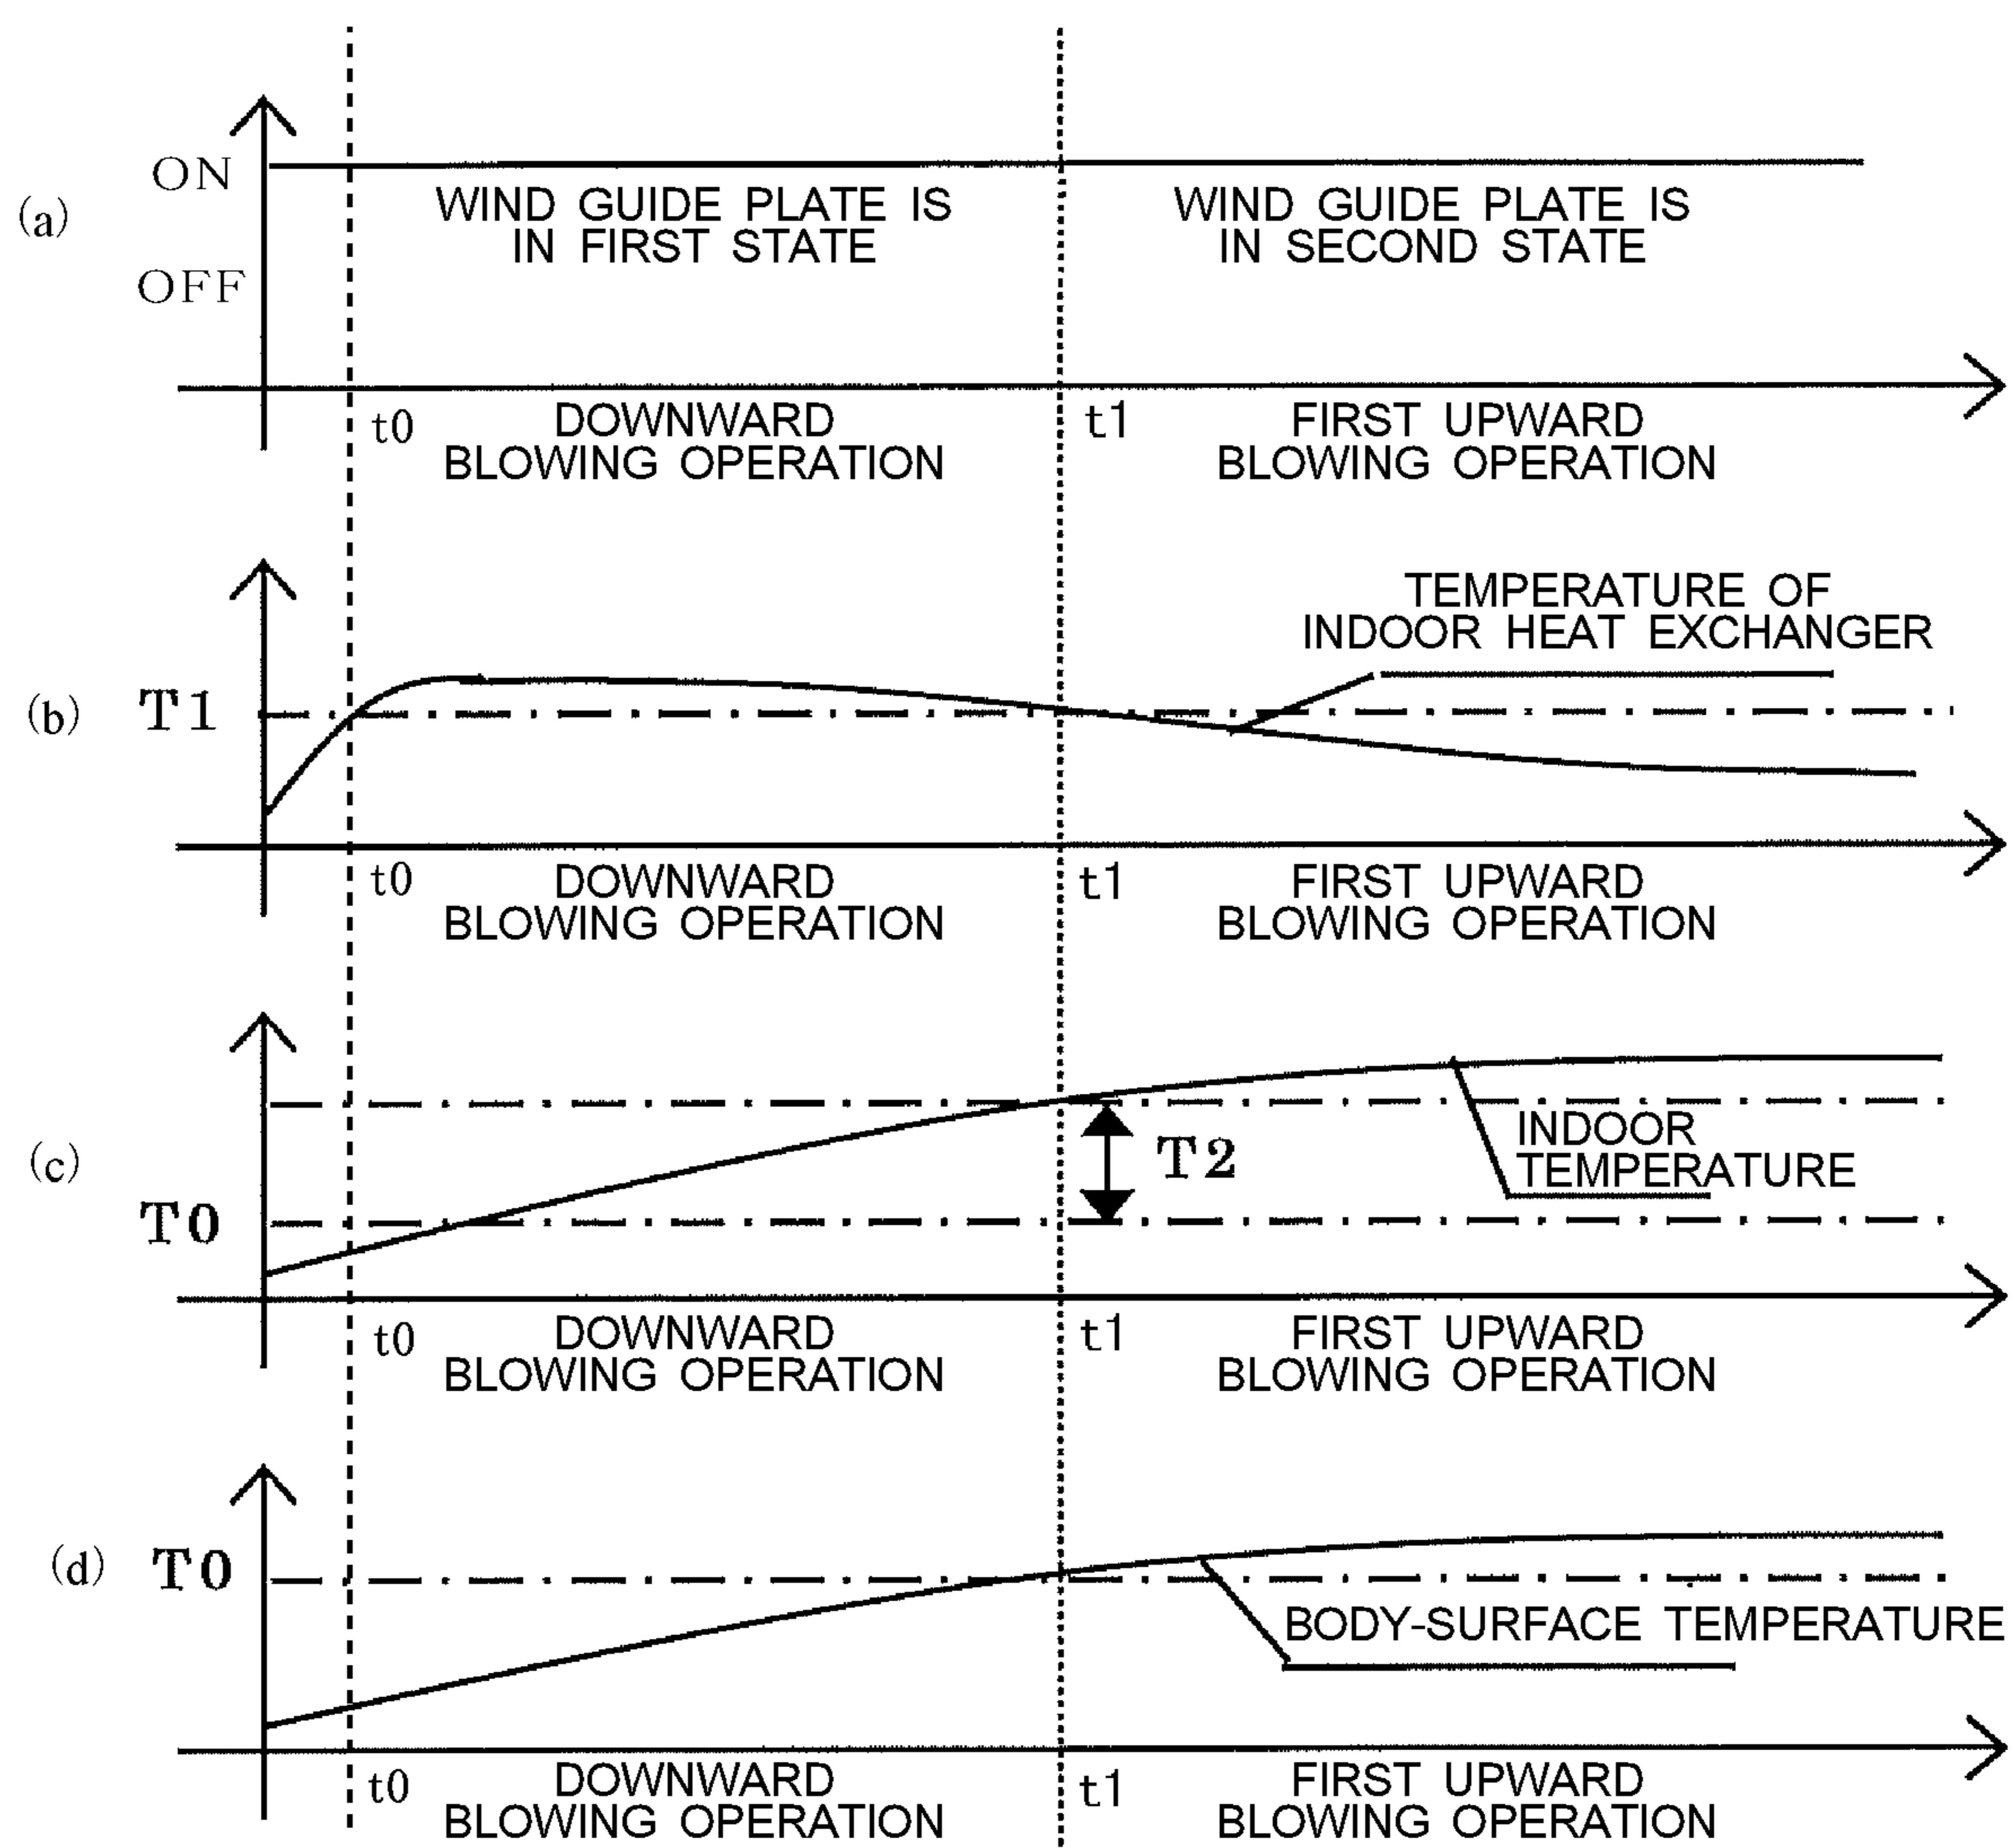 ON
(a)
OFF
WIND GUIDE PLATE IS
IN FIRST STATE
WIND GUIDE PLATE IS
IN SECOND STATE
t0
DOWNWARD
BLOWING OPERATION
t1
FIRST UPWARD
BLOWING OPERATION
TEMPERATURE OF
INDOOR HEAT EXCHANGER
(b)
T1
t0
DOWNWARD
BLOWING OPERATION
t1
FIRST UPWARD
BLOWING OPERATION
(c)
T2
INDOOR
TEMPERATURE
T0
t0
DOWNWARD
BLOWING OPERATION
t1
FIRST UPWARD
BLOWING OPERATION
(d)
T0
BODY-SURFACE TEMPERATURE
t0
DOWNWARD
BLOWING OPERATION
t1
FIRST UPWARD
BLOWING OPERATION